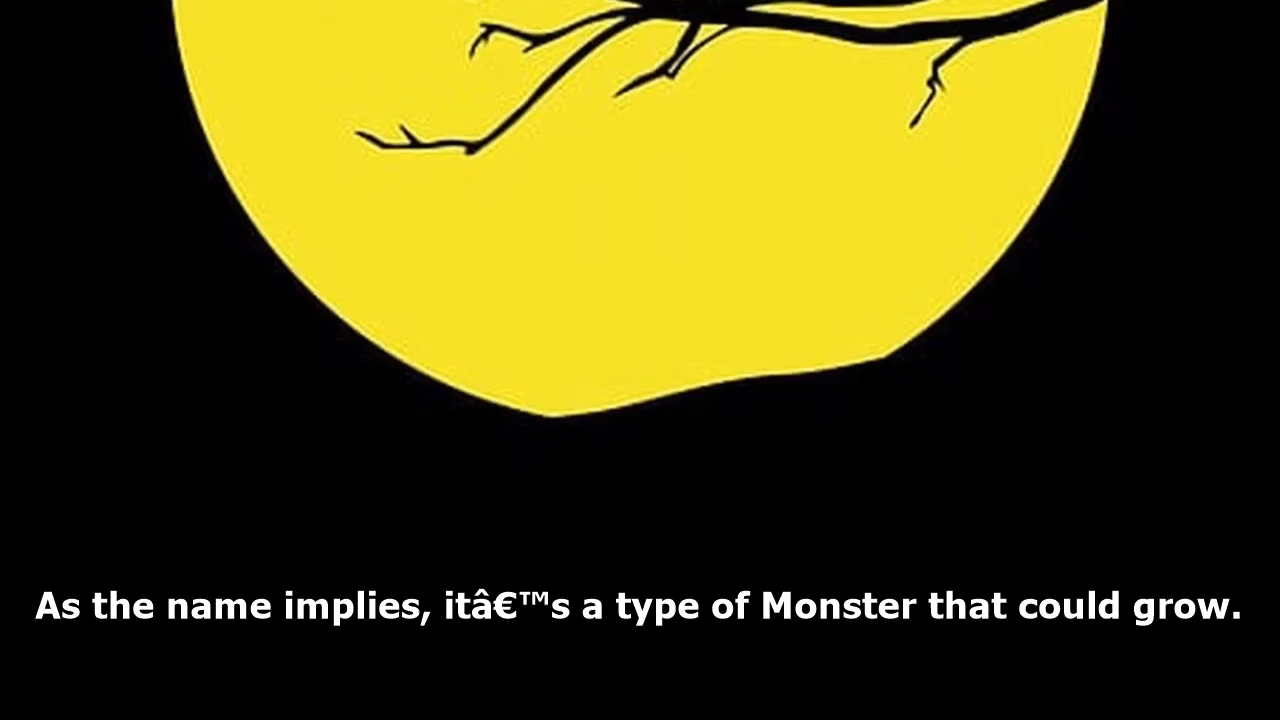 As the name implies, itâ€™s a type of Monster that could grow.